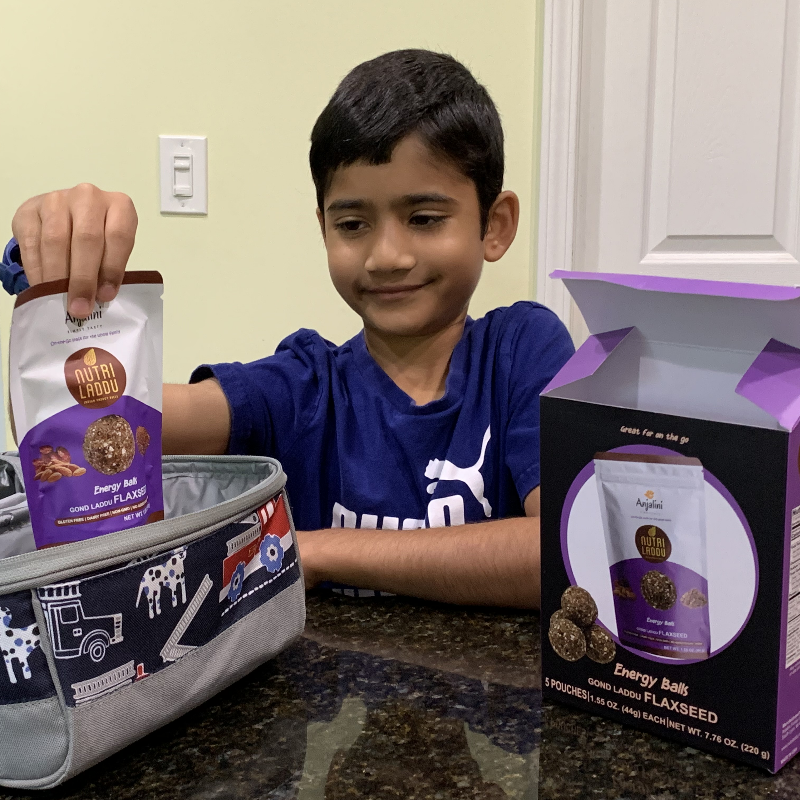 Anjalini
NUTRI
LADDU
Energy Balls
GOND LADDU FLAXSEED
GLUTEN FREE | DAIRY FREE | NON-GMO |
NET WT.
PUMA
Great for on the go
Anjalini
NUTRI
LADDU
Energy Balls
GOND LADDU FLAXSEED
Energy Balls
GOND LADDU FLAXSEED
5 POUCHES|1.55 OZ. (44g) EACH|NET WT. 7.76 OZ. (220 g)